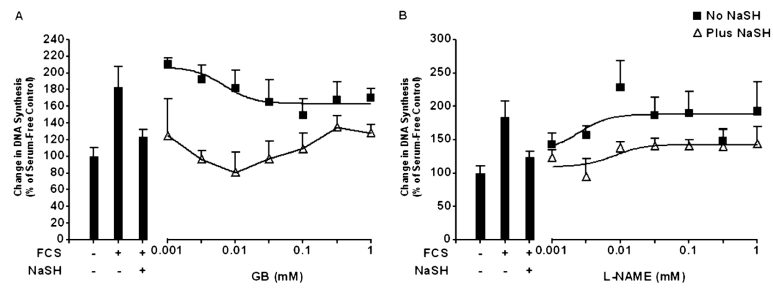 A
B
■ No NaSH
△ Plus NaSH
Change in DNA Synthesis
(% of Serum-Free Control)
240
220
200
180
160
140
120
100
80
60
40
20
0
FCS - + +
NaSH - - +
0.001 0.01 0.1 1
GB (mM)
Change in DNA Synthesis
(% of Serum-Free Control)
300
250
200
150
100
50
0
FCS - + +
NaSH - - +
0.001 0.01 0.1 1
L-NAME (mM)